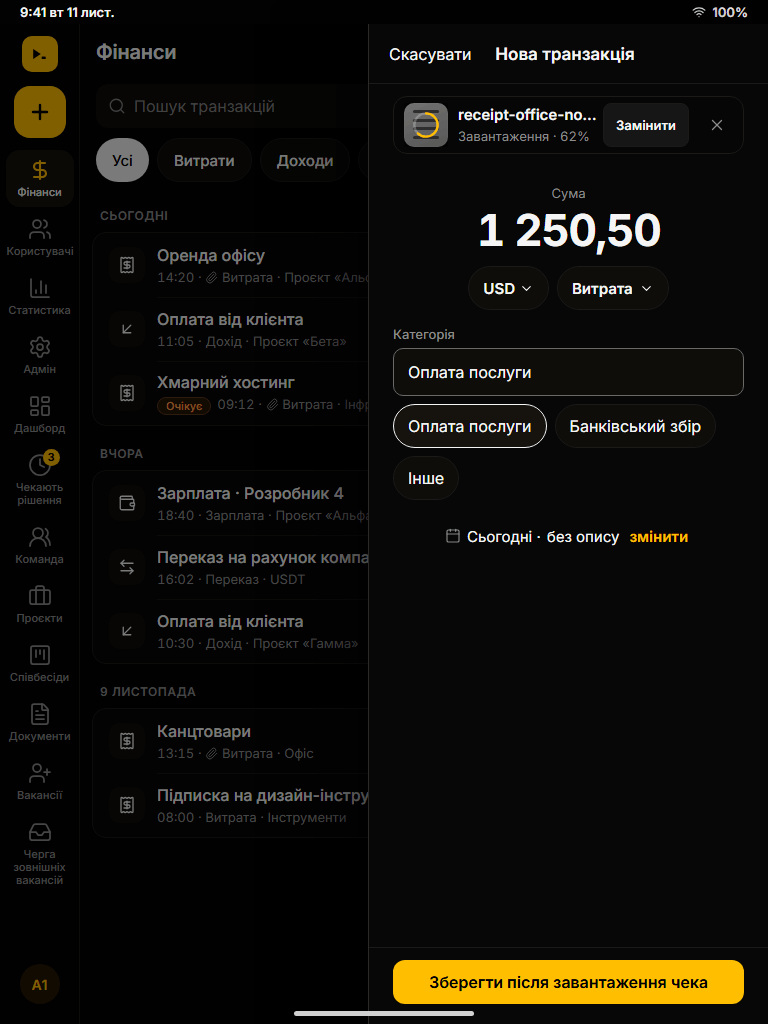 9:41 вт 11 лист.
100%
Фінанси
Пошук транзакцій
Усі
Витрати
Доходи
Фінанси
Користувачі
Статистика
Адмін
Дашборд
3
Чекають
рішення
Команда
Проєкти
Співбесіди
Документи
Вакансії
Черга
зовнішніх
вакансій
А1
СЬОГОДНІ
Оренда офісу
14:20 · Витрата · Проєкт «Аль
Оплата від клієнта
11:05 · Дохід · Проєкт «Бета»
Хмарний хостинг
Очікує 09:12 · Витрата · Інф
ВЧОРА
Зарплата · Розробник 4
18:40 · Зарплата · Проєкт «Альф
Переказ на рахунок компа
16:02 · Переказ · USDT
Оплата від клієнта
10:30 · Дохід · Проєкт «Гамма»
9 ЛИСТОПАДА
Канцтовари
13:15 · Витрата · Офіс
Підписка на дизайн-інстру
08:00 · Витрата · Інструменти
Скасувати
Нова транзакція
receipt-office-no...
Завантаження · 62%
Замінити
Сума
1 250,50
USD
Витрата
Категорія
Оплата послуги
Оплата послуги
Банківський збір
Інше
Сьогодні · без опису змінити
Зберегти після завантаження чека